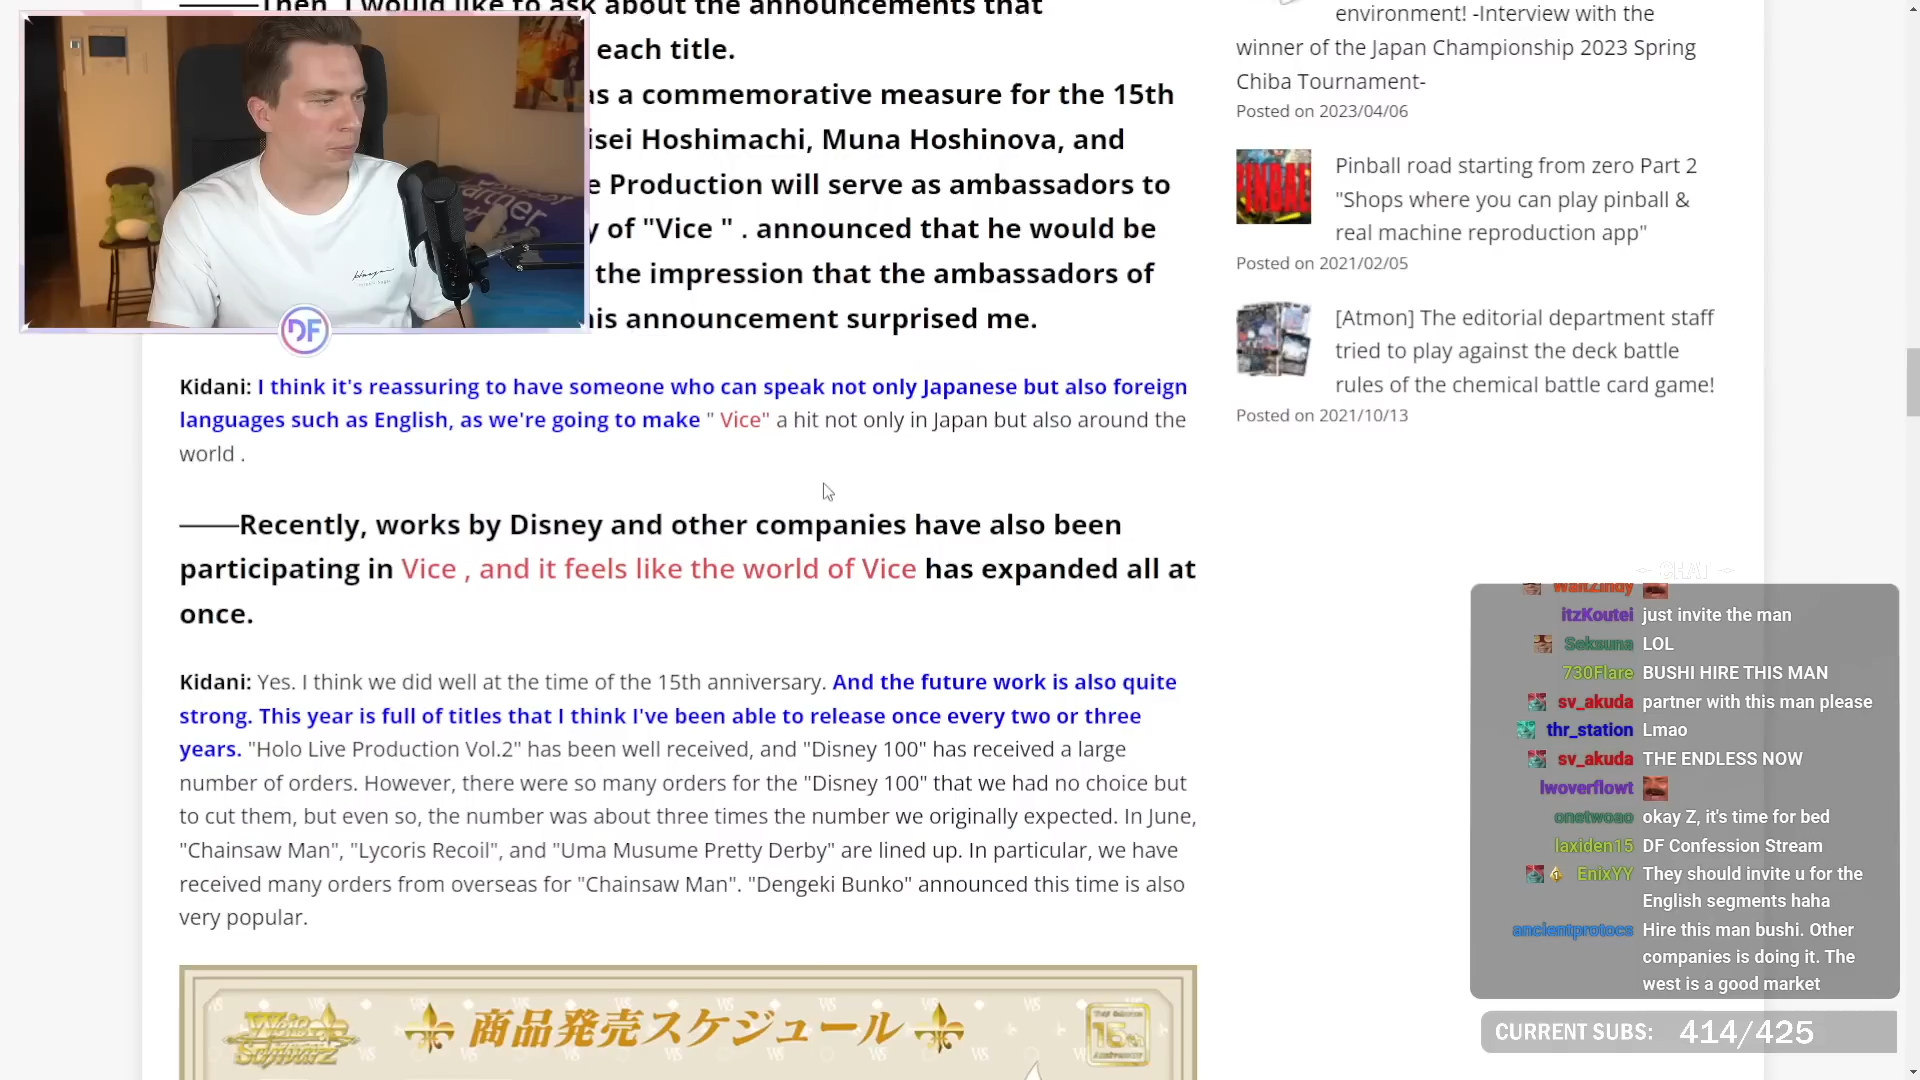 ———Then, I would like to ask about the announcements that
each title.
as a commemorative measure for the 15th
isei Hoshimachi, Muna Hoshinova, and
e Production will serve as ambassadors to
y of "Vice " . announced that he would be
the impression that the ambassadors of
is announcement surprised me.
Kidani: I think it's reassuring to have someone who can speak not only Japanese but also foreign
languages such as English, as we're going to make " Vice" a hit not only in Japan but also around the
world .
———Recently, works by Disney and other companies have also been
participating in Vice , and it feels like the world of Vice has expanded all at
once.
Kidani: Yes. I think we did well at the time of the 15th anniversary. And the future work is also quite
strong. This year is full of titles that I think I've been able to release once every two or three
years. "Holo Live Production Vol.2" has been well received, and "Disney 100" has received a large
number of orders. However, there were so many orders for the "Disney 100" that we had no choice but
to cut them, but even so, the number was about three times the number we originally expected. In June,
"Chainsaw Man", "Lycoris Recoil", and "Uma Musume Pretty Derby" are lined up. In particular, we have
received many orders from overseas for "Chainsaw Man". "Dengeki Bunko" announced this time is also
very popular.
Weiß Schwarz
商品発売スケジュール
15th
Anniversary
DF
environment! -Interview with the
winner of the Japan Championship 2023 Spring
Chiba Tournament-
Posted on 2023/04/06
PINBAL
Pinball road starting from zero Part 2
"Shops where you can play pinball &
real machine reproduction app"
Posted on 2021/02/05
[Atmon] The editorial department staff
tried to play against the deck battle
rules of the chemical battle card game!
Posted on 2021/10/13
CHAT
waltzindy
itzKoutei just invite the man
Seksuna LOL
730Flare BUSHI HIRE THIS MAN
sv_akuda partner with this man please
thr_station Lmao
sv_akuda THE ENDLESS NOW
lwoverflowt
onetwoao okay Z, it's time for bed
laxiden15 DF Confession Stream
EnixYY They should invite u for the
English segments haha
ancientprotocs Hire this man bushi. Other
companies is doing it. The
west is a good market
CURRENT SUBS: 414/425